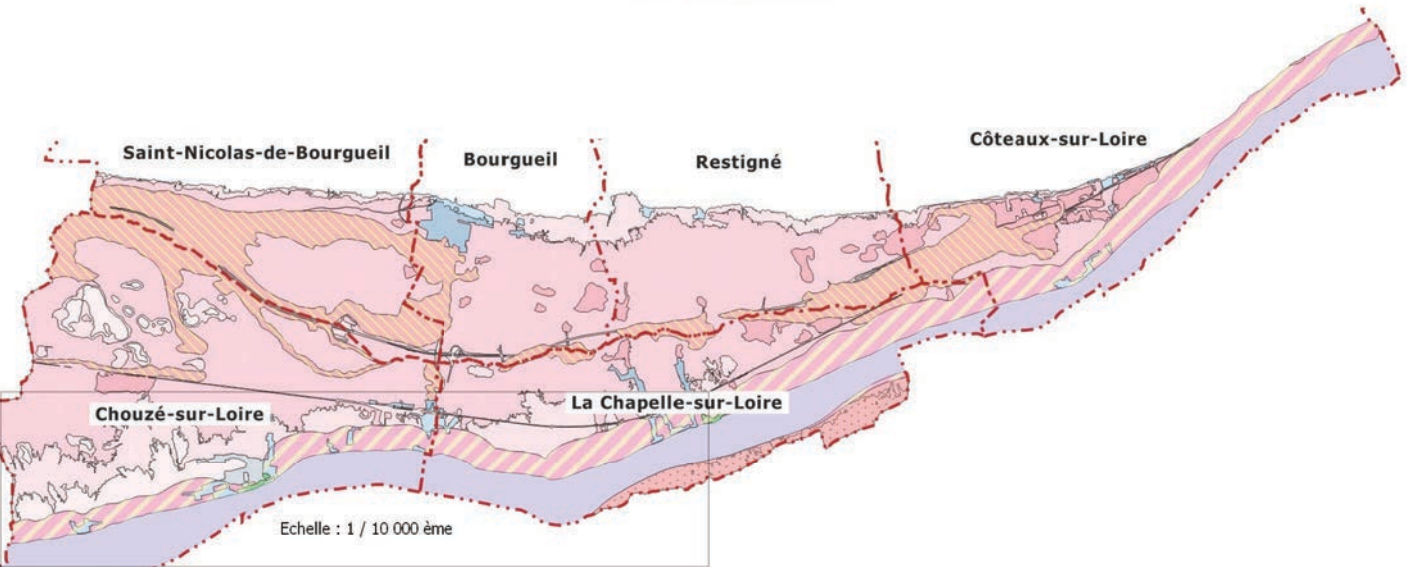 Côteaux-sur-Loire
Saint-Nicolas-de-Bourgueil
Bourgueil
Restigné
Chouzé-sur-Loire
La Chapelle-sur-Loire
Echelle : 1 / 10 000 ème